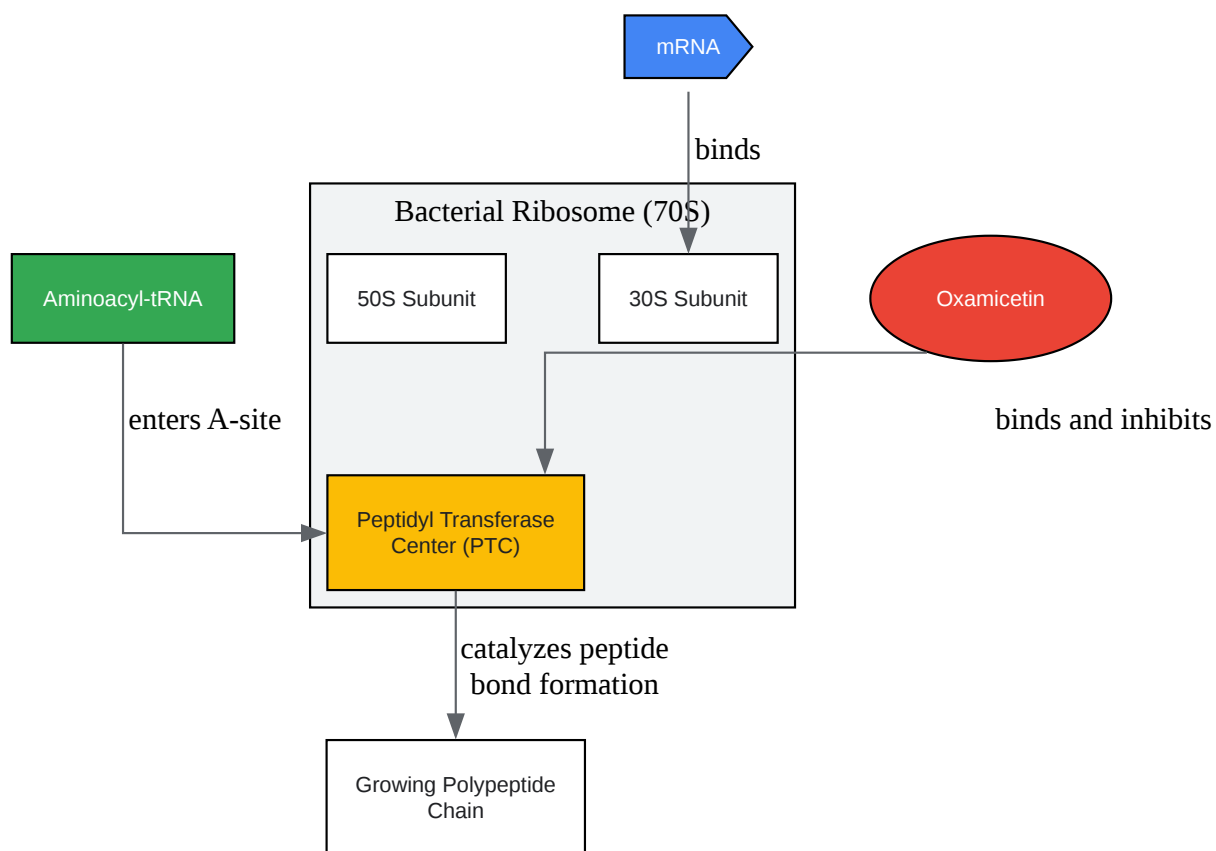 mRNA
binds
Bacterial Ribosome (70S)
Aminoacyl-tRNA
50S Subunit
30S Subunit
Oxamicetin
enters A-site
binds and inhibits
Peptidyl Transferase
Center (PTC)
catalyzes peptide
bond formation
Growing Polypeptide
Chain